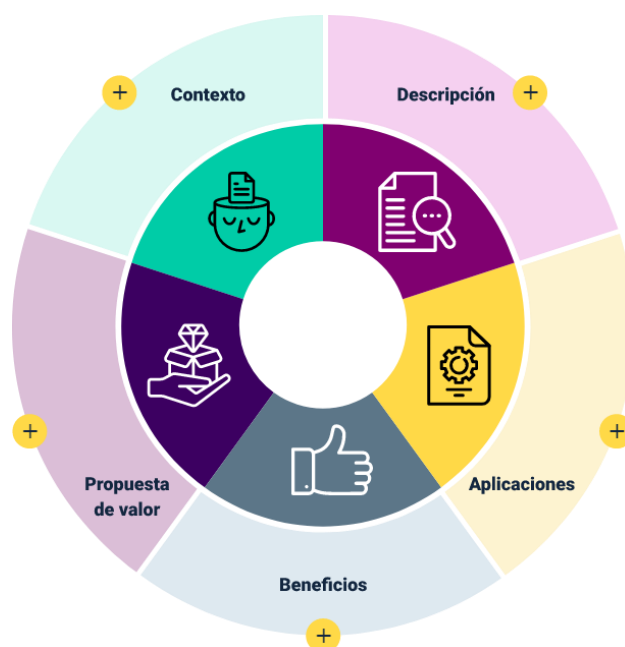 Contexto
Descripción
Propuesta
de valor
Aplicaciones
Beneficios